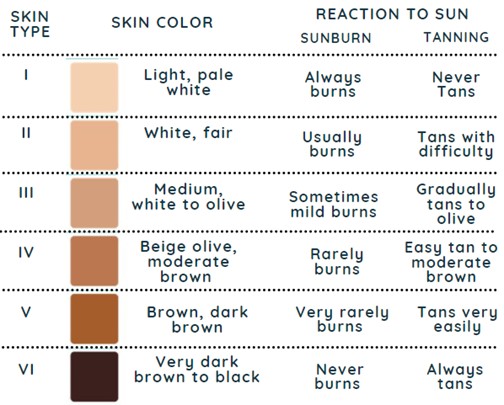 SKIN TYPE SKIN COLOR REACTION TO SUN
SUNBURN TANNING
I Light, pale white Always burns Never Tans
II White, fair Usually burns Tans with difficulty
III Medium, white to olive Sometimes mild burns Gradually tans to olive
IV Beige olive, moderate brown Rarely burns Easy tan to moderate brown
V Brown, dark brown Very rarely burns Tans very easily
VI Very dark brown to black Never burns Always tan